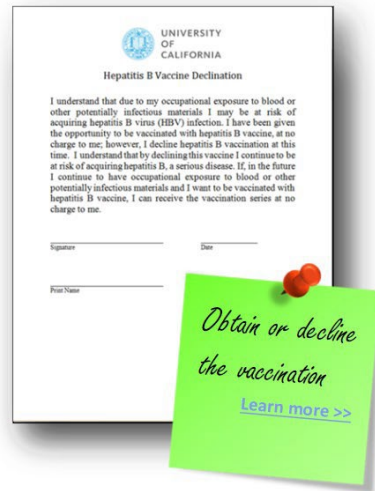 UNIVERSITY
OF
CALIFORNIA
Hepatitis B Vaccine Declination
I understand that due to my occupational exposure to blood or
other potentially infectious materials I may be at risk of
acquiring hepatitis B virus (HBV) infection. I have been given
the opportunity to be vaccinated with hepatitis B vaccine, at no
charge to me; however, I decline hepatitis B vaccination at this
time. I understand that by declining this vaccine I continue to be
at risk of acquiring hepatitis B, a serious disease. If, in the future
I continue to have occupational exposure to blood or other
potentially infectious materials and I want to be vaccinated with
hepatitis B vaccine, I can receive the vaccination series at no
charge to me.
Signature Date
Print Name
Obtain or decline
the vaccination
Learn more >>